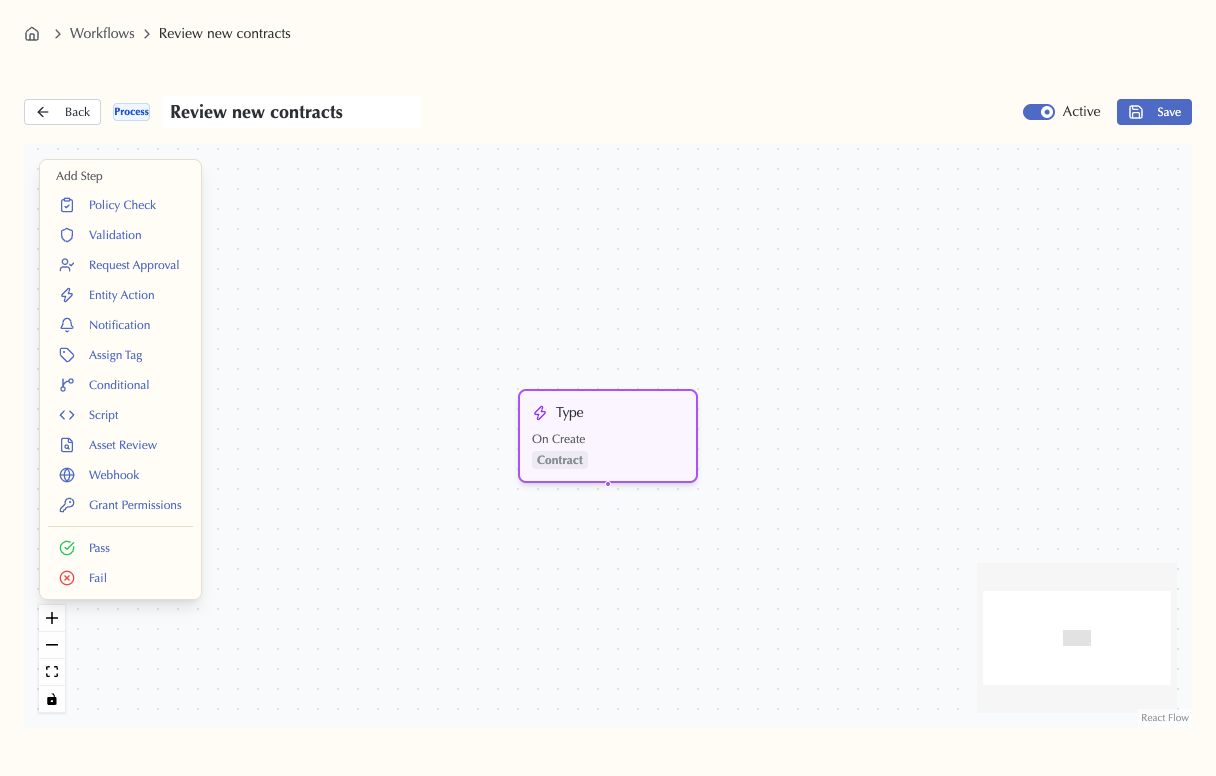 Workflows
Review new contracts
Back
Process
Review new contracts
Active
Save
Add Step
Policy Check
Validation
Request Approval
Entity Action
Notification
Assign Tag
Conditional
Script
Asset Review
Webhook
Grant Permissions
Pass
Fail
Type
On Create
Contract
React Flow